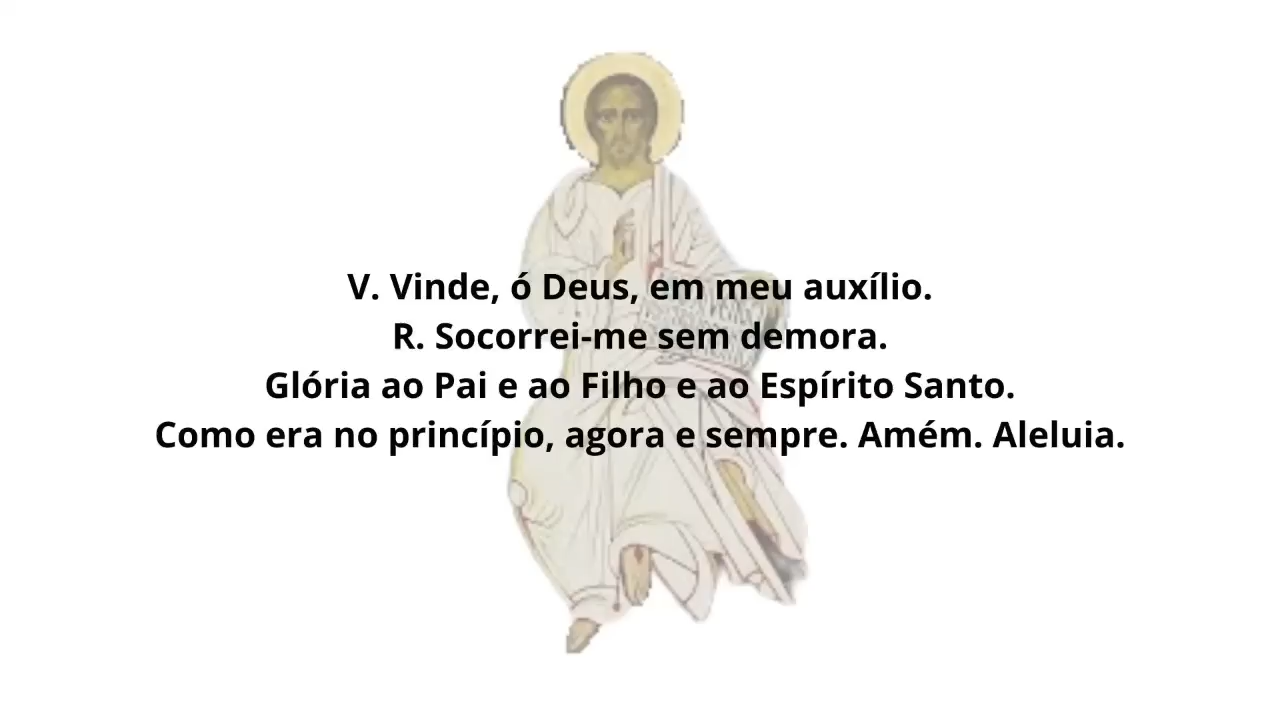 V. Vinde, ó Deus, em meu auxílio.
R. Socorrei-me sem demora.
Glória ao Pai e ao Filho e ao Espírito Santo.
Como era no princípio, agora e sempre. Amém. Aleluia.